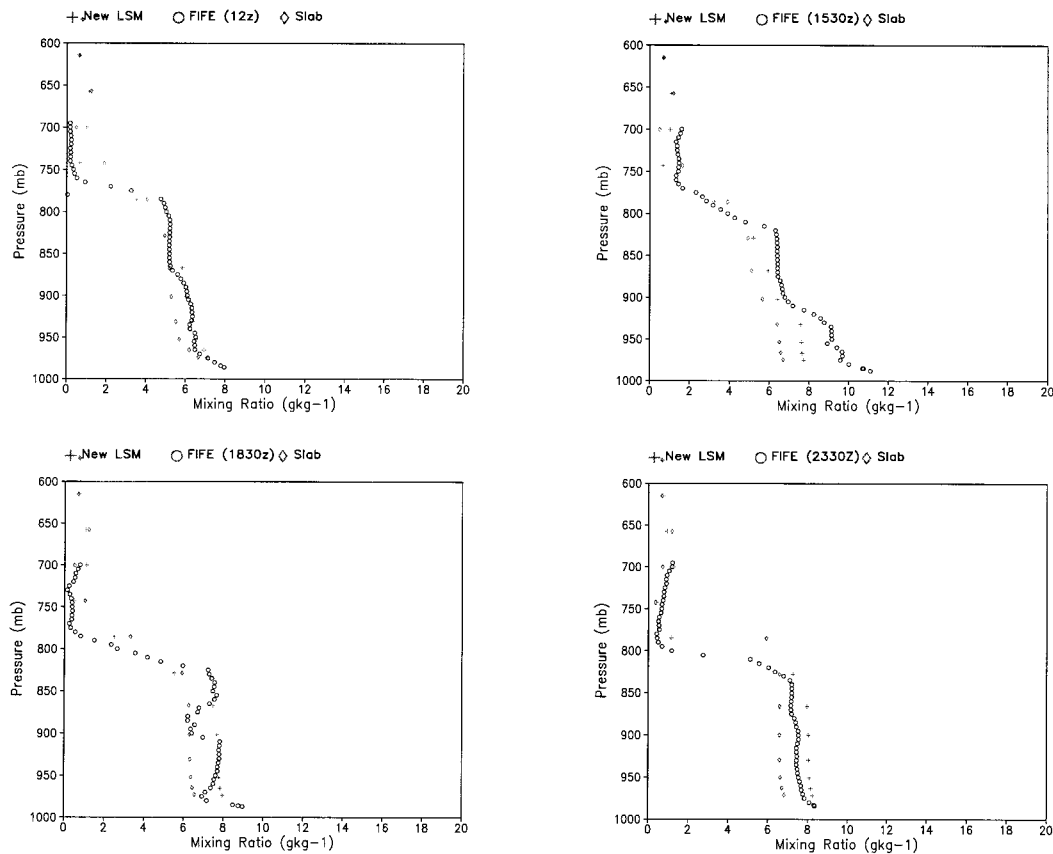 + New LSM O FIFE (12z) ◇ Slab
600
650
700
750
800
850
900
950
1000
Pressure (mb)
0 2 4 6 8 10 12 14 16 18 20
Mixing Ratio (gkg-1)
+ New LSM O FIFE (1530z) ◇ Slab
600
650
700
750
800
850
900
950
1000
Pressure (mb)
0 2 4 6 8 10 12 14 16 18 20
Mixing Ratio (gkg-1)
+ New LSM O FIFE (1830z) ◇ Slab
600
650
700
750
800
850
900
950
1000
Pressure (mb)
0 2 4 6 8 10 12 14 16 18 20
Mixing Ratio (gkg-1)
+ New LSM O FIFE (2330Z) ◇ Slab
600
650
700
750
800
850
900
950
1000
Pressure (mb)
0 2 4 6 8 10 12 14 16 18 20
Mixing Ratio (gkg-1)